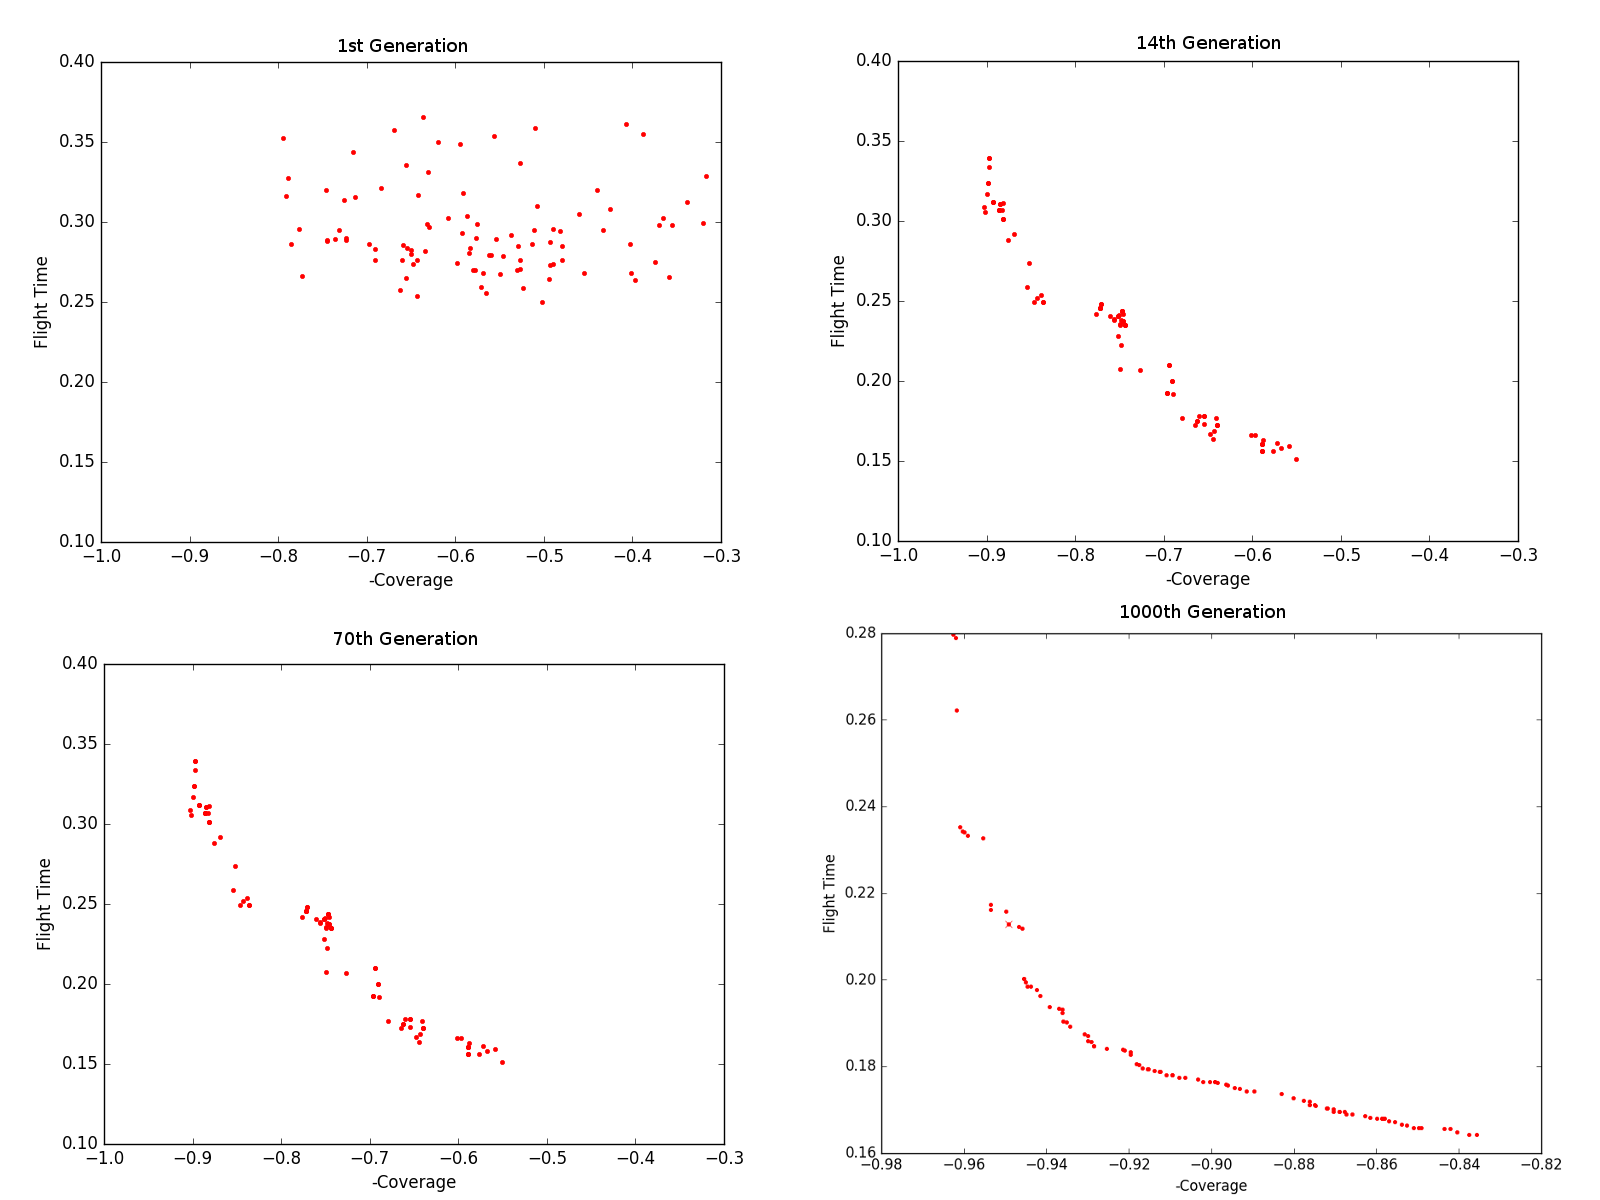 1st Generation
0.40
0.35
0.30
0.25
0.20
0.15
0.10
Flight Time
−1.0 −0.9 −0.8 −0.7 −0.6 −0.5 −0.4 −0.3
-Coverage
14th Generation
0.40
0.35
0.30
0.25
0.20
0.15
0.10
Flight Time
−1.0 −0.9 −0.8 −0.7 −0.6 −0.5 −0.4 −0.3
-Coverage
70th Generation
0.40
0.35
0.30
0.25
0.20
0.15
0.10
Flight Time
−1.0 −0.9 −0.8 −0.7 −0.6 −0.5 −0.4 −0.3
-Coverage
1000th Generation
0.28
0.26
0.24
0.22
0.20
0.18
0.16
Flight Time
−0.98 −0.96 −0.94 −0.92 −0.90 −0.88 −0.86 −0.84 −0.82
-Coverage